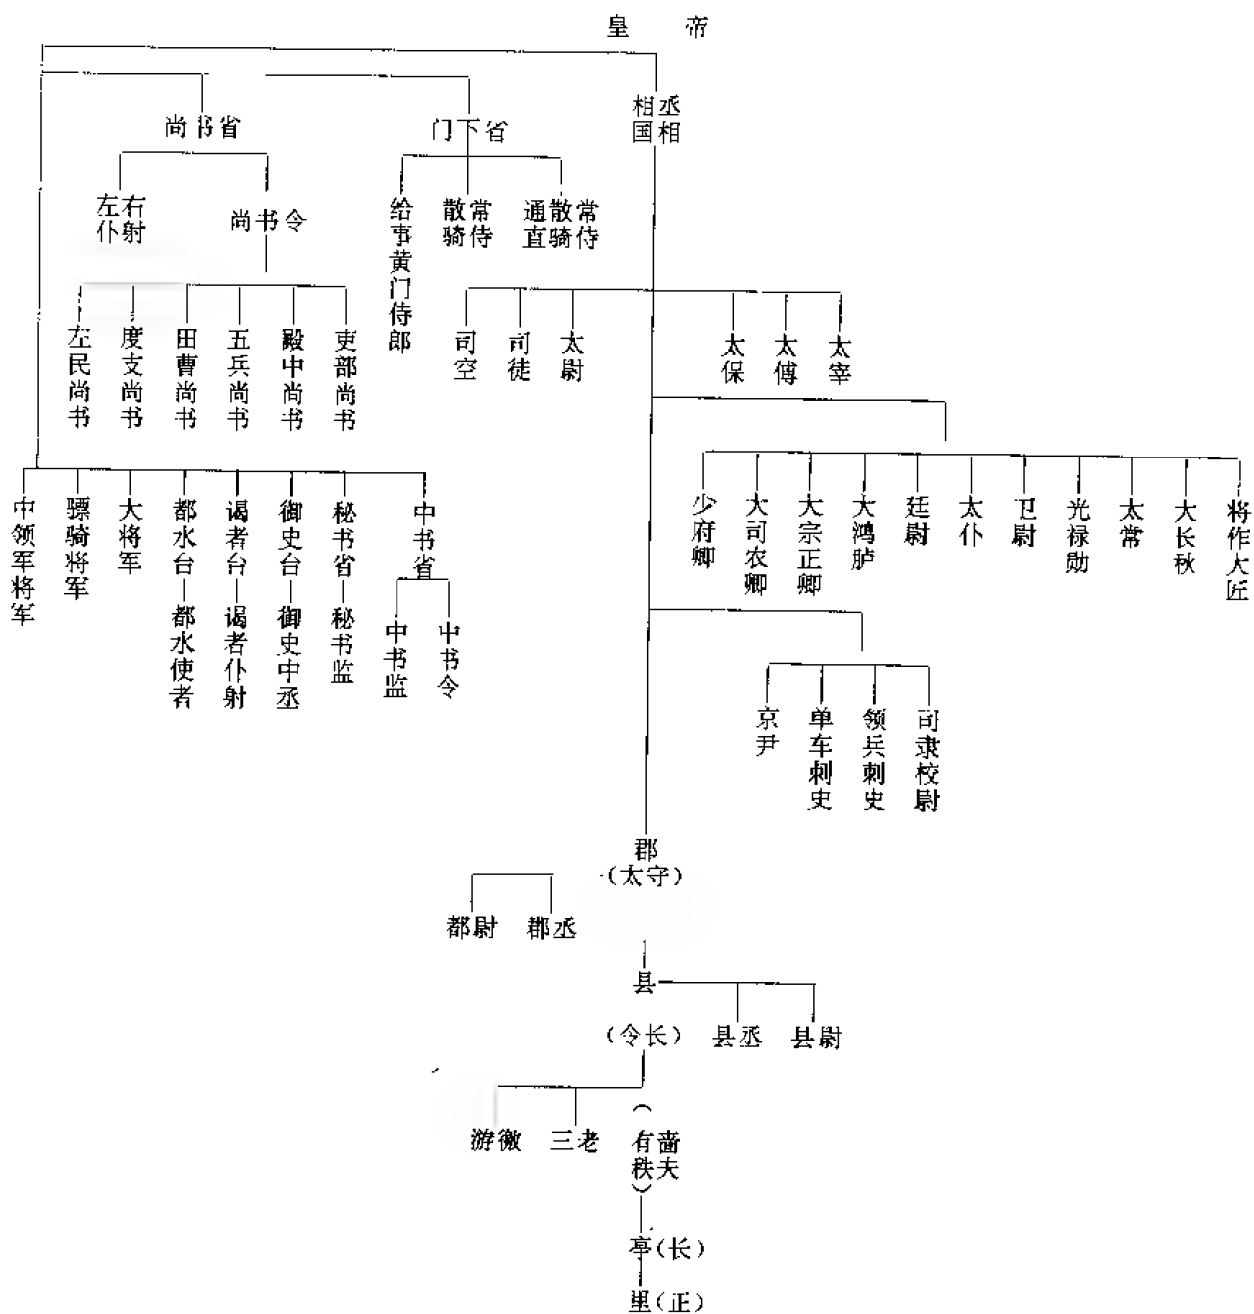 皇 帝
相国 丞相
尚书省
门下省
左右仆射
尚书令
给事黄门侍郎
散骑常侍
通直散骑常侍
左民尚书
度支尚书
田曹尚书
五兵尚书
殿中尚书
吏部尚书
司空
司徒
太尉
太保
太傅
太宰
中领军将军
骠骑将军
大将军
都水台—都水使者
谒者台—谒者仆射
御史台—御史中丞
秘书省—秘书监
中书省
中书监
中书令
少府卿
大司农卿
大宗正卿
大鸿胪
廷尉
太仆
卫尉
光禄勋
太常
大长秋
将作大匠
京尹
单车刺史
领兵刺史
司隶校尉
郡
(太守)
都尉
郡丞
县
(令长)
县丞
县尉
游徼
三老
(有秩 啬夫)
亭(长)
里(正)